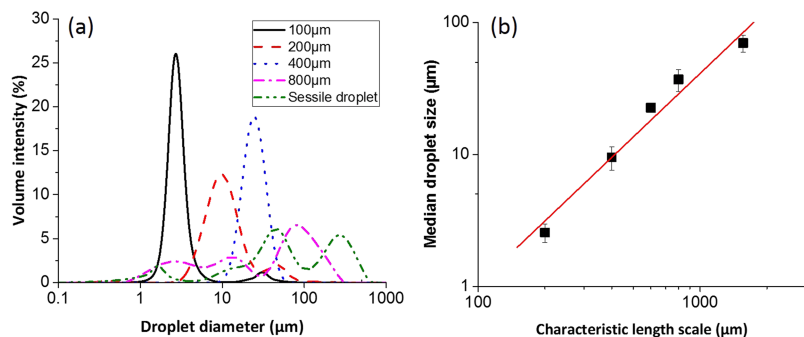 (a)
100µm
200µm
400µm
800µm
Sessile droplet
Volume intensity (%)
30
25
20
15
10
5
0
0.1 1 10 100 1000
Droplet diameter (µm)
(b)
Median droplet size (µm)
100
10
1
100 1000
Characteristic length scale (µm)